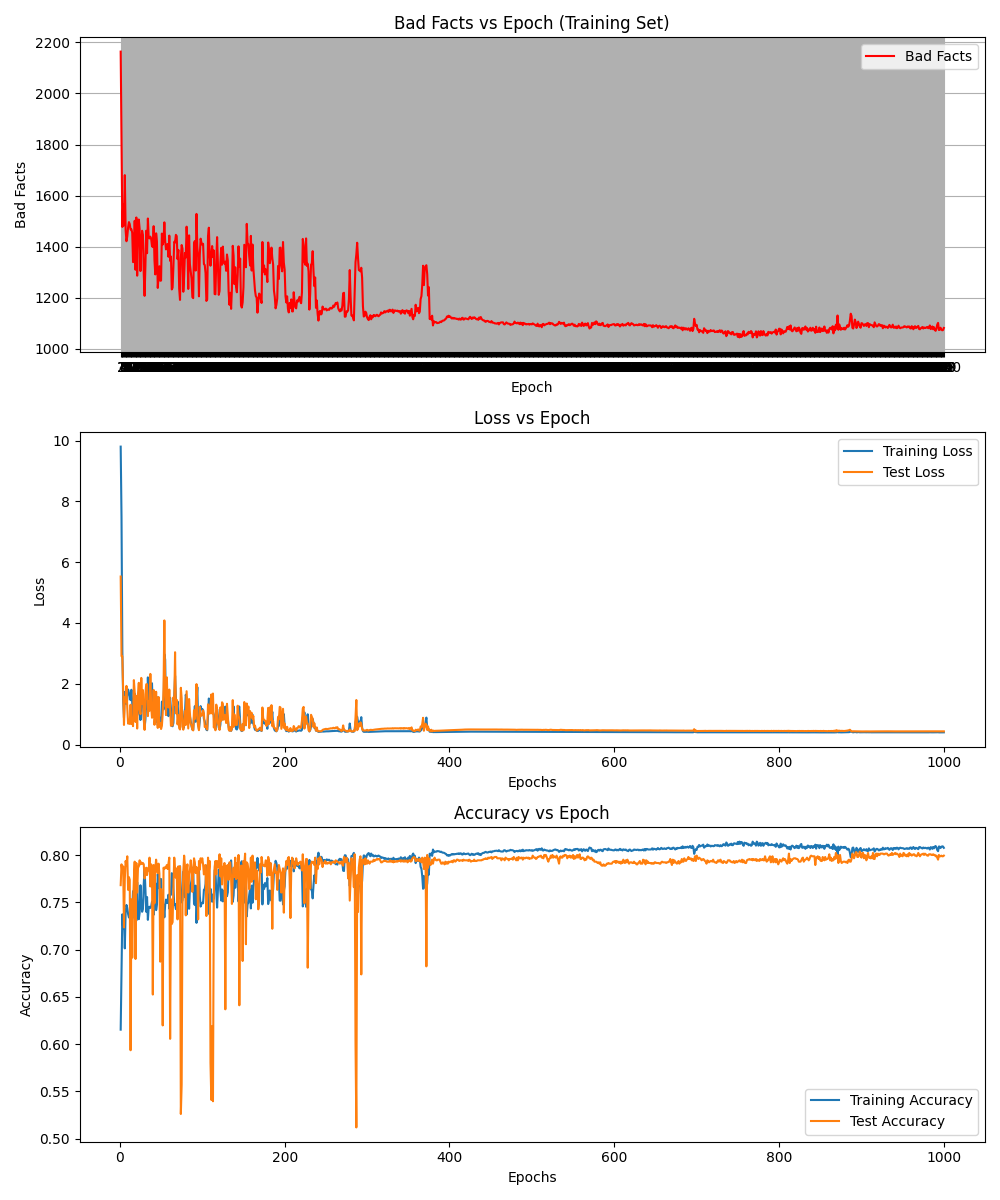 Bad Facts vs Epoch (Training Set)
2200
2000
1800
1600
1400
1200
1000
Bad Facts
Bad Facts
Epoch
Loss vs Epoch
10
8
6
4
2
0
Loss
Training Loss
Test Loss
0 200 400 600 800 1000
Epochs
Accuracy vs Epoch
0.80
0.75
0.70
0.65
0.60
0.55
0.50
Accuracy
Training Accuracy
Test Accuracy
0 200 400 600 800 1000
Epochs